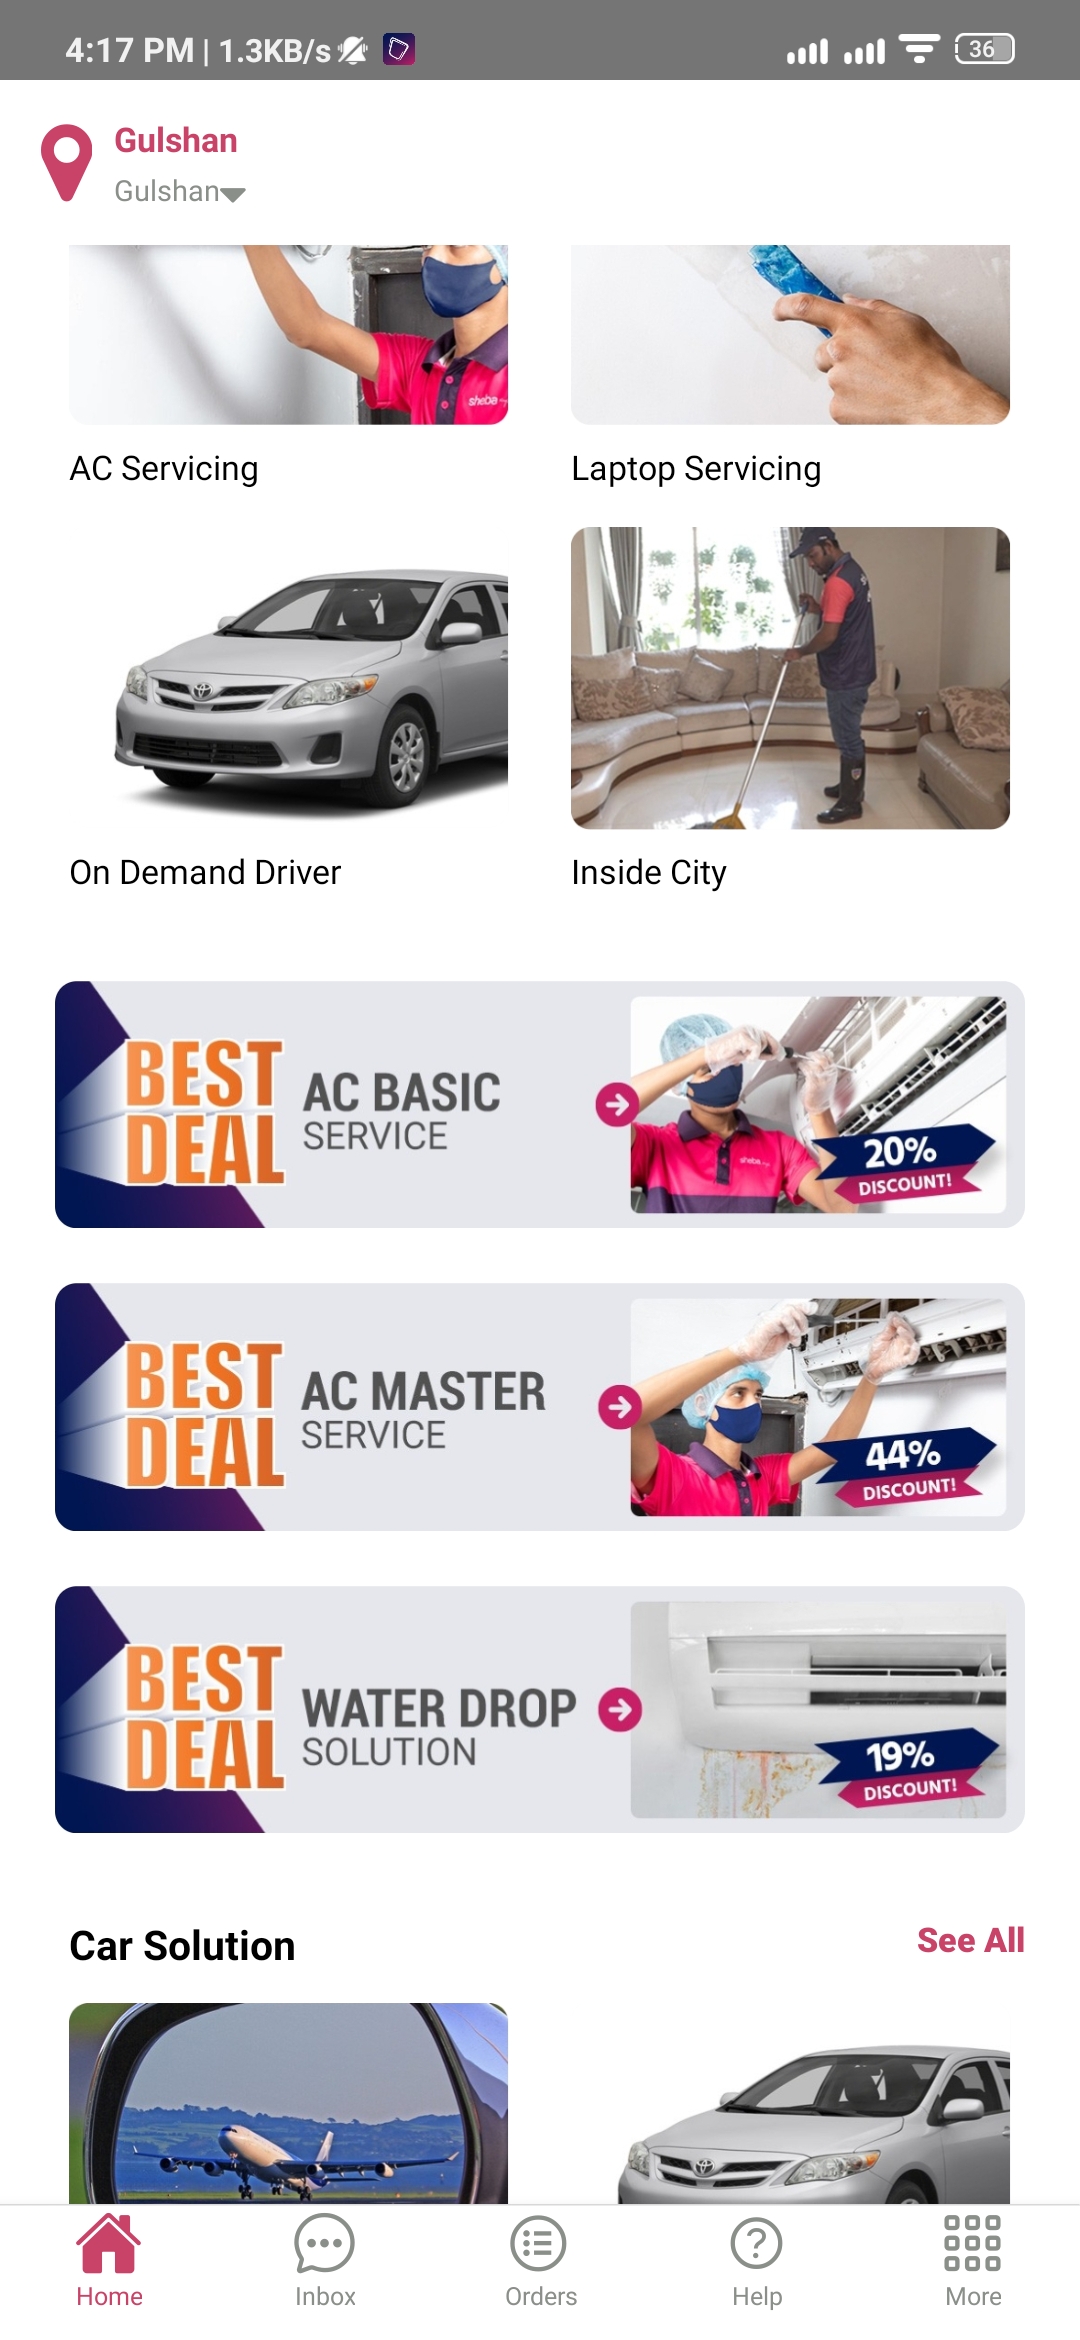 4:17 PM | 1.3KB/s
36
Gulshan
Gulshan
sheba
AC Servicing
Laptop Servicing
On Demand Driver
Inside City
BEST
DEAL
AC BASIC
SERVICE
sheba
20%
DISCOUNT!
BEST
DEAL
AC MASTER
SERVICE
44%
DISCOUNT!
BEST
DEAL
WATER DROP
SOLUTION
19%
DISCOUNT!
Car Solution
See All
Home
Inbox
Orders
Help
More